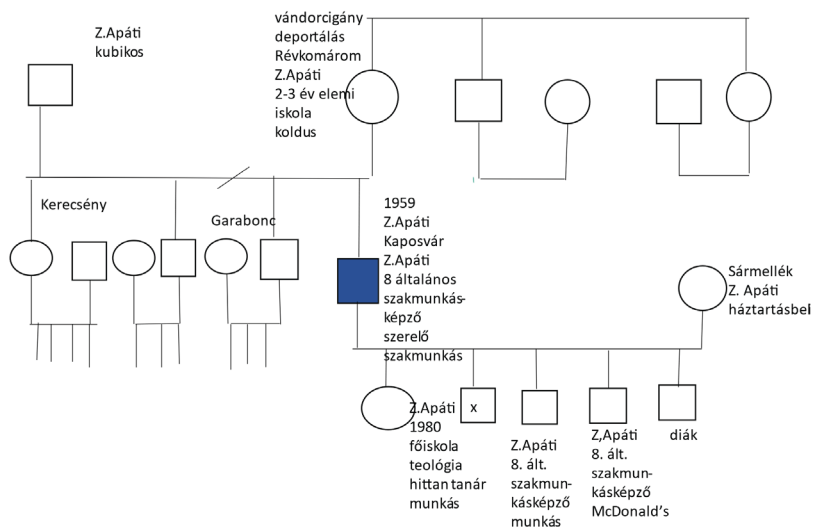 Z.Apáti
kubikos
vándorcigány
deportálás
Révkomárom
Z.Apáti
2-3 év elemi
iskola
koldus
Kerecsény
Garabonc
1959
Z.Apáti
Kaposvár
Z.Apáti
8 általános
szakmunkás-
képző
szerelő
szakmunkás
Sármellék
Z. Apáti
háztartásbel
Z.Apáti
1980
főiskola
teológia
hittan tanár
munkás
x
Z.Apáti
8. ált.
szakmun-
kásképző
munkás
Z,Apáti
8. ált.
szakmun-
kásképző
McDonald's
diák